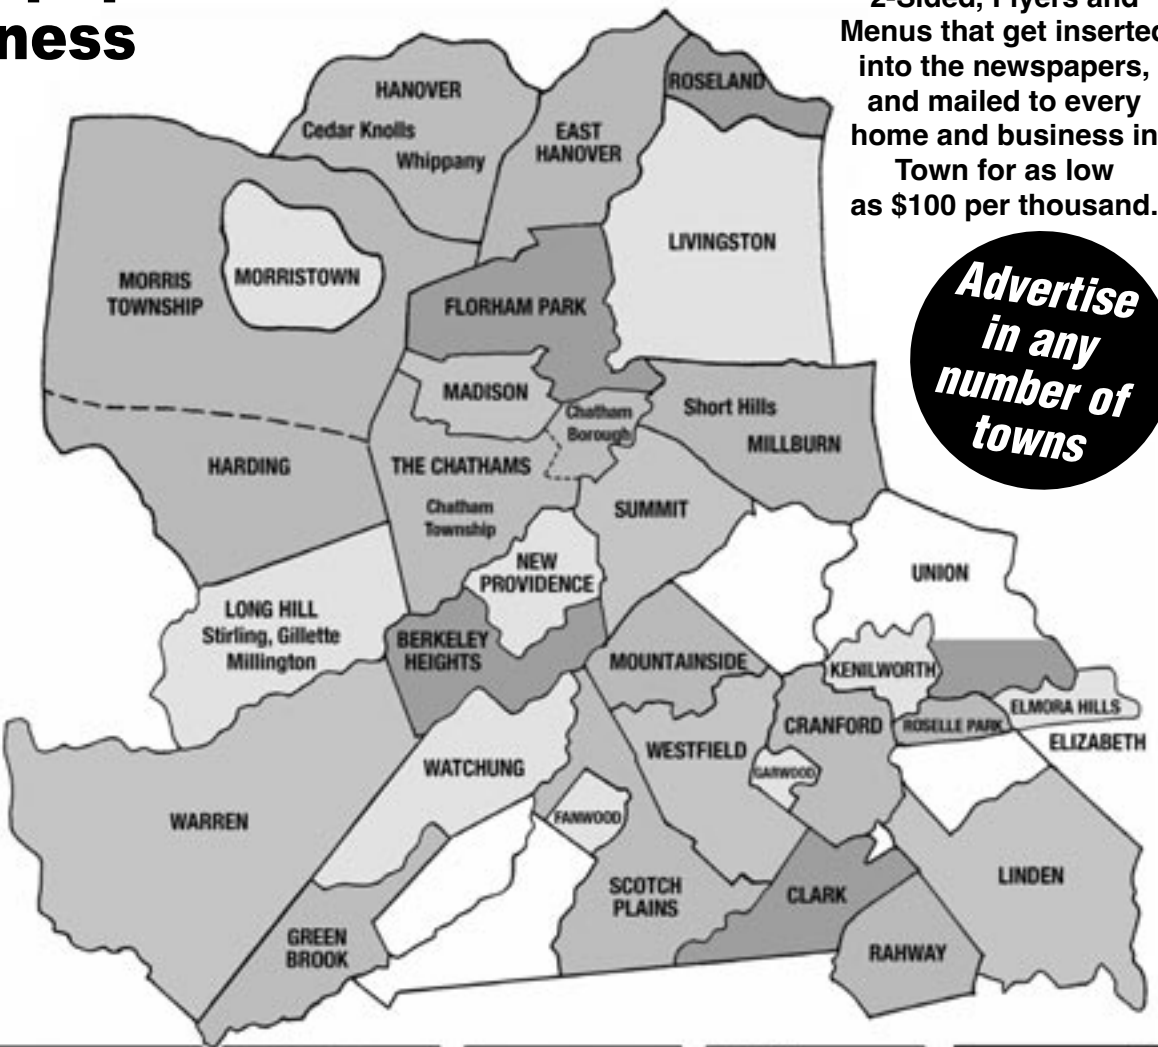 ness
2-Sided, Flyers and
Menus that get inserted
into the newspapers,
and mailed to every
home and business in
Town for as low
as $100 per thousand.
Advertise
in any
number of
towns
HANOVER
Cedar Knolls
Whippany
EAST
HANOVER
ROSELAND
LIVINGSTON
MORRIS
TOWNSHIP
MORRISTOWN
FLORHAM PARK
MADISON
Chatham
Borough
Short Hills
MILLBURN
HARDING
THE CHATHAMS
Chatham
Township
SUMMIT
NEW
PROVIDENCE
UNION
LONG HILL
Stirling, Gillette
Millington
BERKELEY
HEIGHTS
MOUNTAINSIDE
KENILWORTH
ELMORA HILLS
CRANFORD
ROSELLE PARK
ELIZABETH
WESTFIELD
GARWOOD
WATCHUNG
WARREN
FANWOOD
SCOTCH
PLAINS
CLARK
LINDEN
GREEN
BROOK
RAHWAY